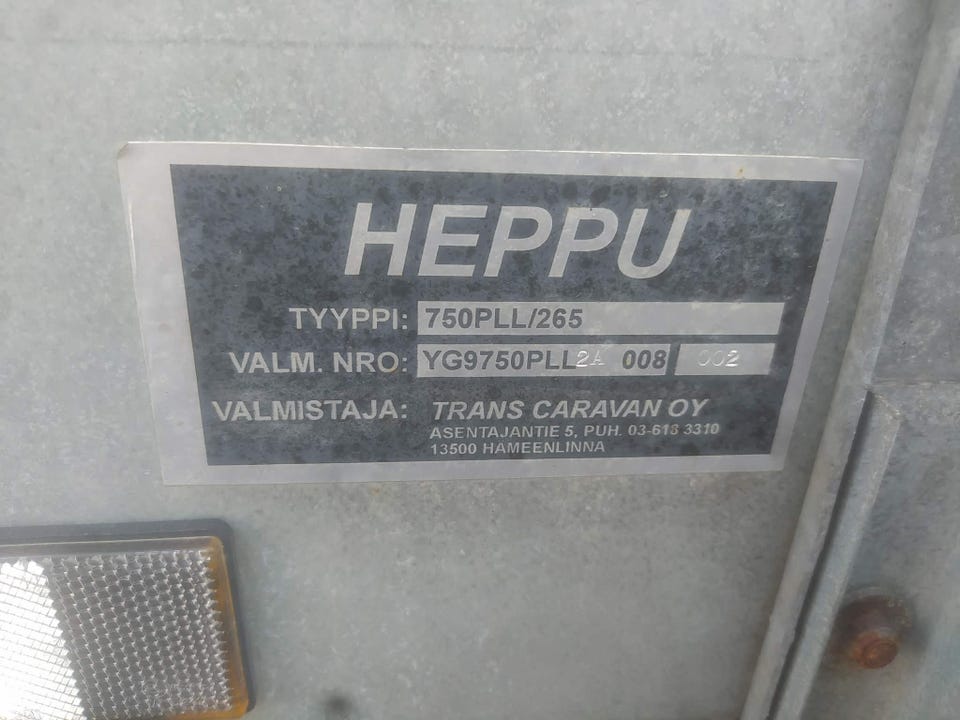 HEPPU
TYYPPI: 750PLL/265
VALM. NRO: YG9750PLL2A 008 002
VALMISTAJA: TRANS CARAVAN OY
ASENTAJANTIE 5, PUH. 03-618 3310
13500 HÄMEENLINNA